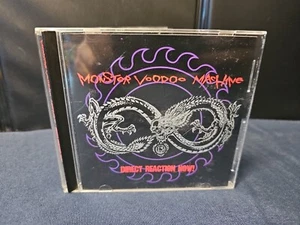 MONSTER VOODOO MACHINE
DIRECT REACTION NOW!